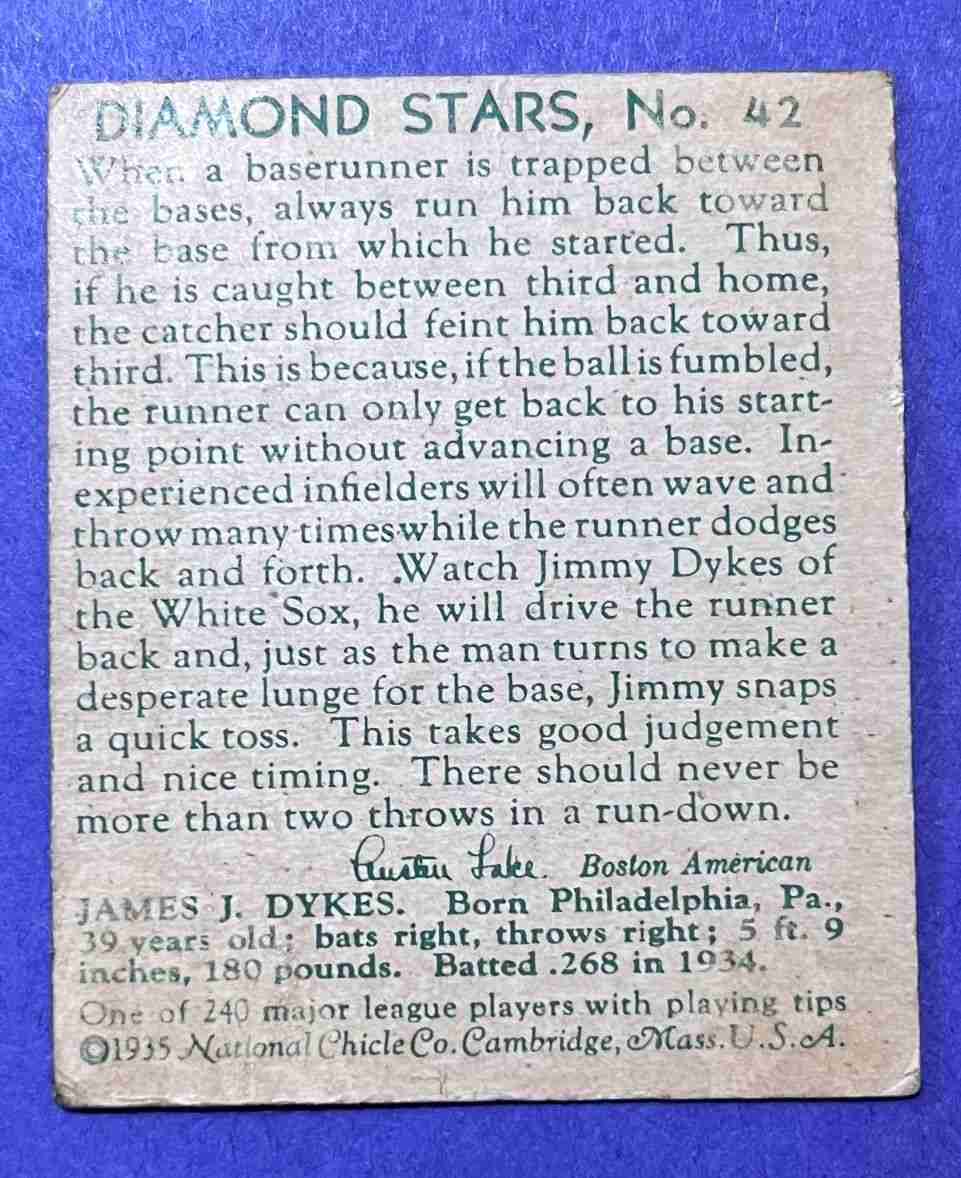 DIAMOND STARS, No. 42
When a baserunner is trapped between
the bases, always run him back toward
the base from which he started. Thus,
if he is caught between third and home,
the catcher should feint him back toward
third. This is because, if the ball is fumbled,
the runner can only get back to his start-
ing point without advancing a base. In-
experienced infielders will often wave and
throw many times while the runner dodges
back and forth. Watch Jimmy Dykes of
the White Sox, he will drive the runner
back and, just as the man turns to make a
desperate lunge for the base, Jimmy snaps
a quick toss. This takes good judgement
and nice timing. There should never be
more than two throws in a run-down.
Austen Lake. Boston American
JAMES J. DYKES. Born Philadelphia, Pa.,
39 years old; bats right, throws right; 5 ft. 9
inches, 180 pounds. Batted .268 in 1934.
One of 240 major league players with playing tips
©1935 National Chicle Co. Cambridge, Mass. U.S.A.